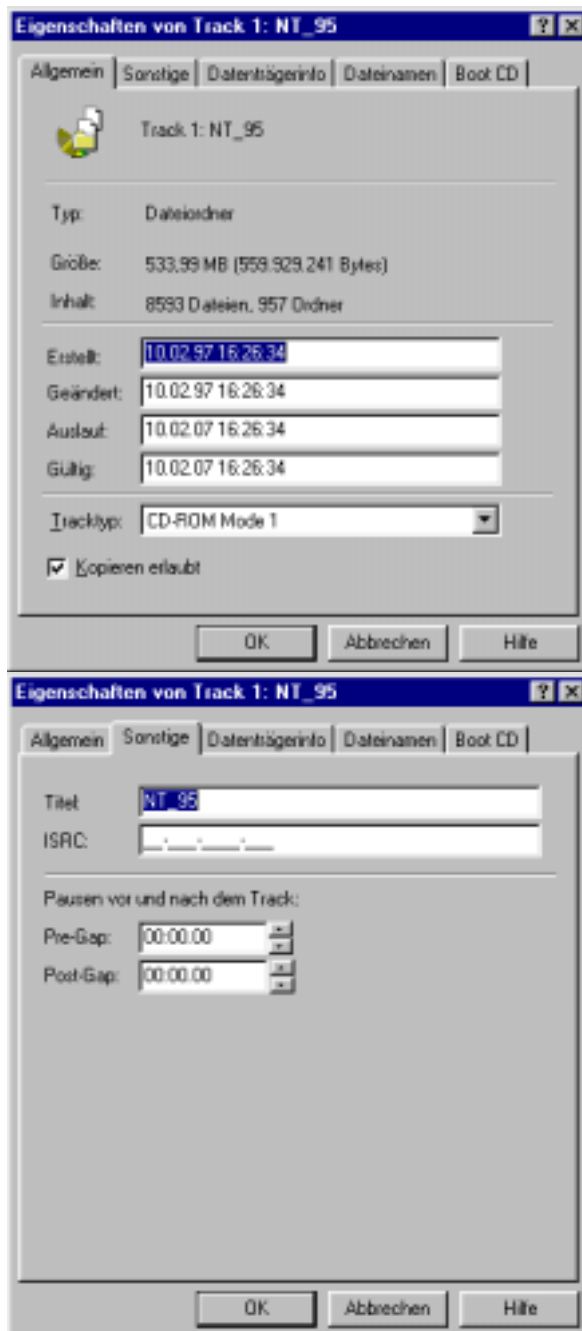 Eigenschaften von Track 1: NT_95
Allgemein Sonstige Datenträgerinfo Dateinamen Boot CD
Track 1: NT_95
Typ: Dateiordner
Größe: 533,99 MB (559.929.241 Bytes)
Inhalt: 8593 Dateien, 957 Ordner
Erstellt: 10.02.97 16:26:34
Geändert: 10.02.97 16:26:34
Auslauf: 10.02.07 16:26:34
Gültig: 10.02.07 16:26:34
Tracktyp: CD-ROM Mode 1
Kopieren erlaubt
OK Abbrechen Hilfe
Eigenschaften von Track 1: NT_95
Allgemein Sonstige Datenträgerinfo Dateinamen Boot CD
Titel: NT_95
ISRC: __-___-____-___
Pausen vor und nach dem Track:
Pre-Gap: 00:00.00
Post-Gap: 00:00.00
OK Abbrechen Hilfe